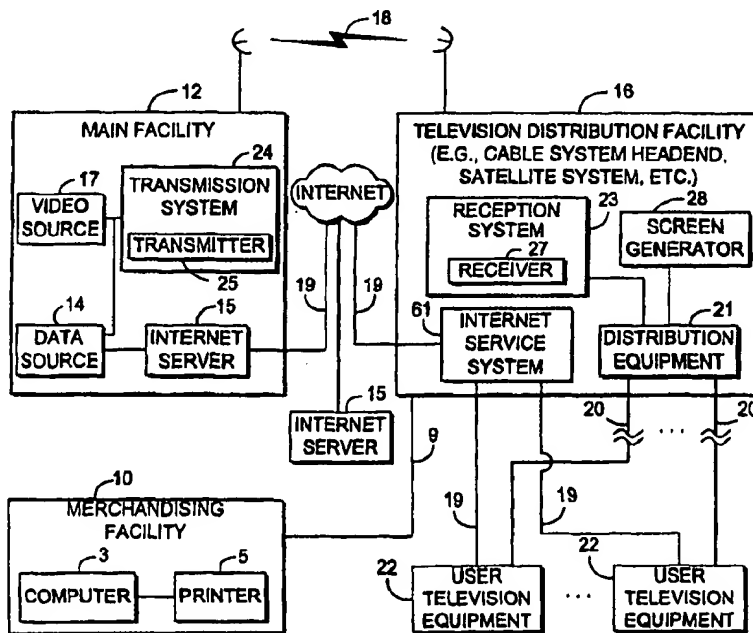 18
12
MAIN FACILITY
24
17
VIDEO
SOURCE
TRANSMISSION
SYSTEM
TRANSMITTER
25
14
DATA
SOURCE
15
INTERNET
SERVER
INTERNET
19
19
15
INTERNET
SERVER
16
TELEVISION DISTRIBUTION FACILITY
(E.G., CABLE SYSTEM HEADEND,
SATELLITE SYSTEM, ETC.)
RECEPTION
SYSTEM
23
27
RECEIVER
28
SCREEN
GENERATOR
61
INTERNET
SERVICE
SYSTEM
21
DISTRIBUTION
EQUIPMENT
20
...
20
9
10
MERCHANDISING
FACILITY
3
COMPUTER
5
PRINTER
19
19
22
USER
TELEVISION
EQUIPMENT
...
22
USER
TELEVISION
EQUIPMENT